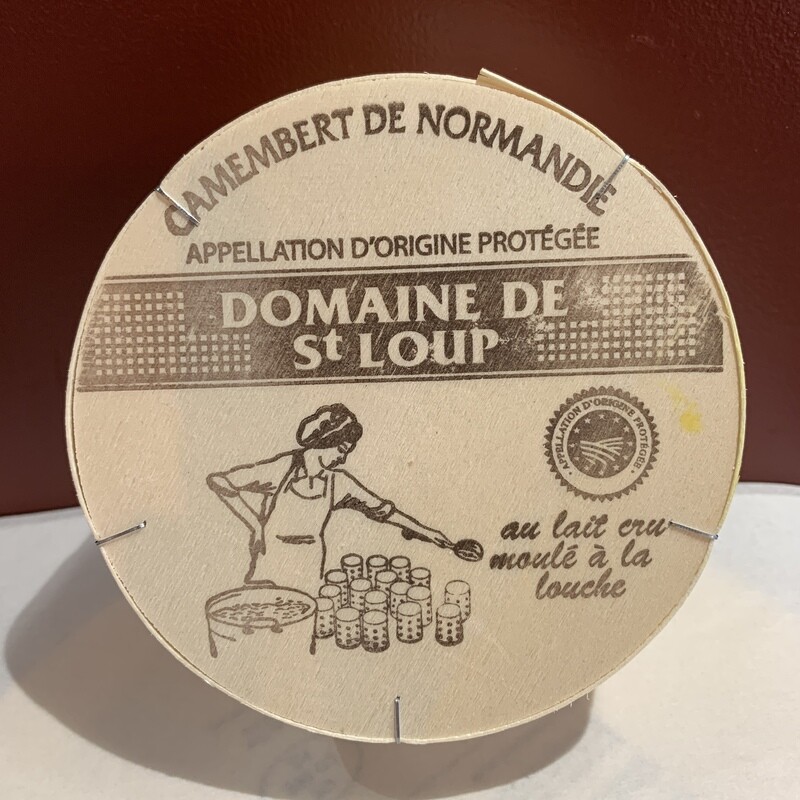 CAMEMBERT DE NORMANDIE
APPELLATION D'ORIGINE PROTÉGÉE
DOMAINE DE
St LOUP
APPELLATION D'ORIGINE PROTÉGÉE
au lait cru
moulé à la
louche